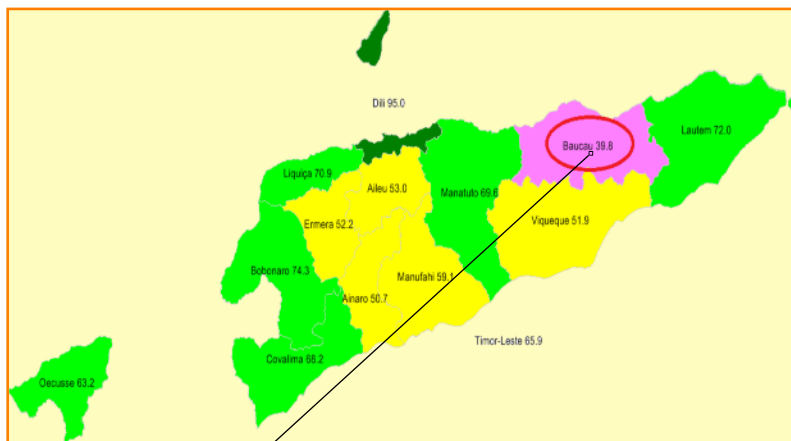 Dili 95.0
Baucau 39.8
Lautem 72.0
Liquiça 70.9
Aileu 53.0
Manatuto 69.6
Ermera 52.2
Viqueque 51.9
Bobonaro 74.3
Manufahi 59.1
Ainaro 50.7
Timor-Leste 65.9
Covalima 68.2
Oecusse 63.2